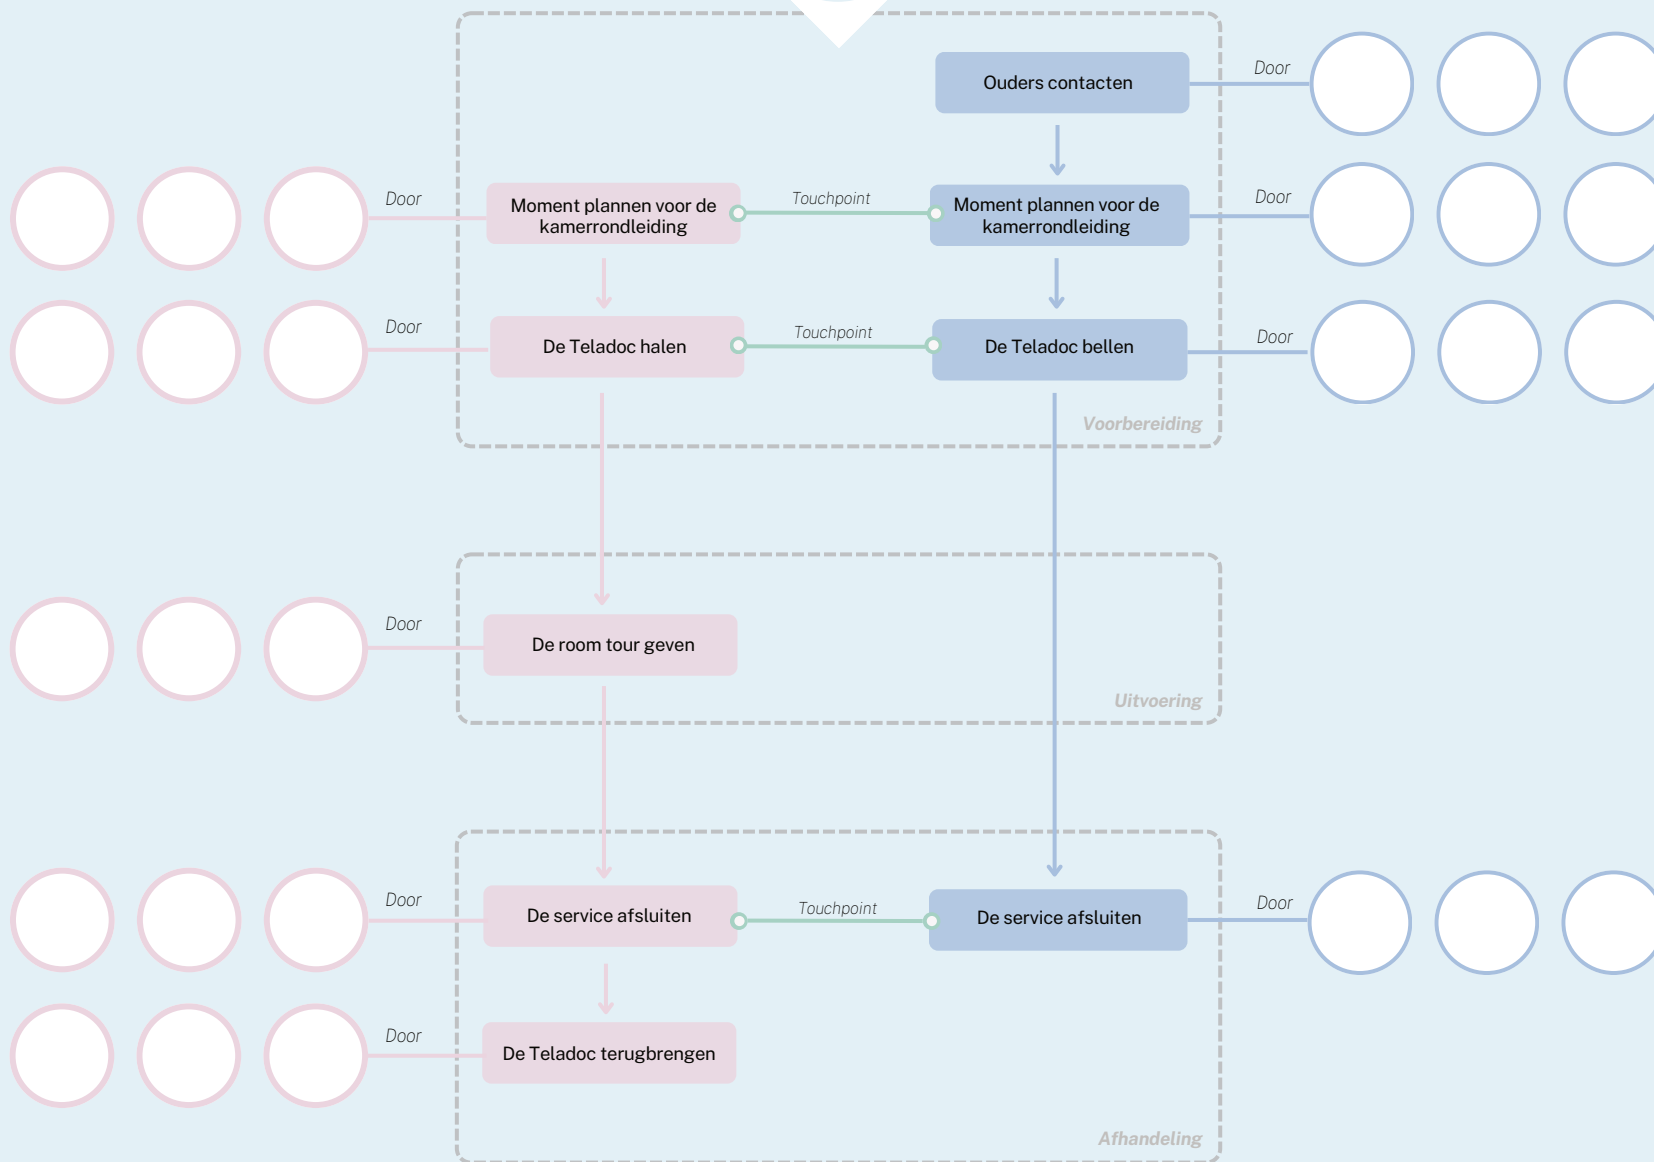 Ouders contacten
Door
Door
Moment plannen voor de
kamerrondleiding
Touchpoint
Moment plannen voor de
kamerrondleiding
Door
Door
De Teladoc halen
Touchpoint
De Teladoc bellen
Door
Voorbereiding
Door
De room tour geven
Uitvoering
Door
De service afsluiten
Touchpoint
De service afsluiten
Door
Door
De Teladoc terugbrengen
Afhandeling